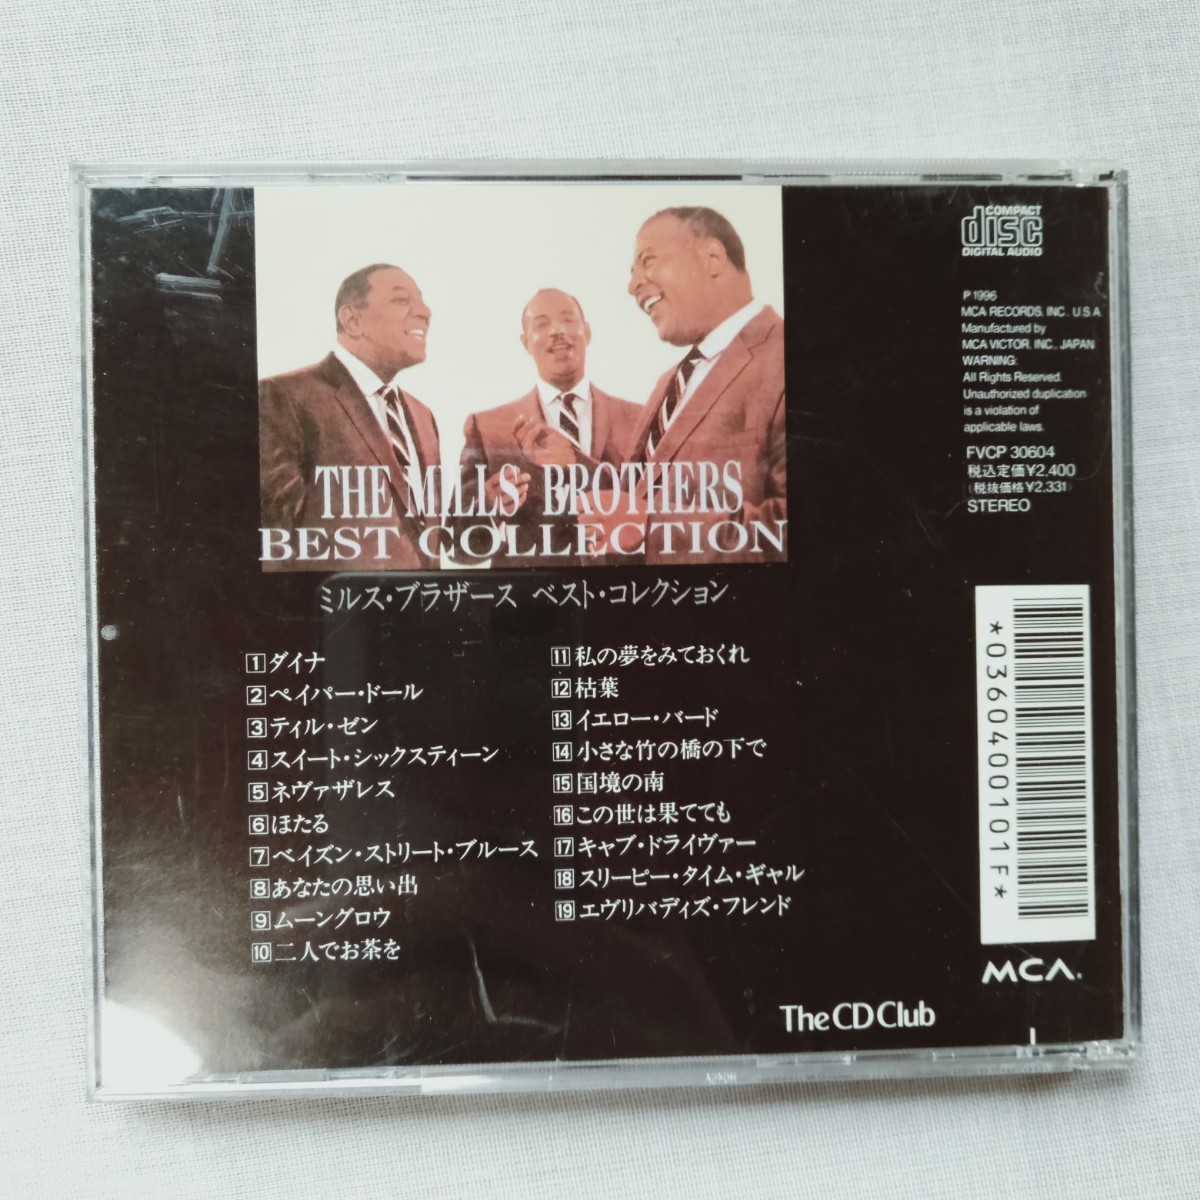 THE MILLS BROTHERS
BEST COLLECTION
ミルス・ブラザース ベスト・コレクション
1 ダイナ
2 ペイパー・ドール
3 ティル・ゼン
4 スイート・シックスティーン
5 ネヴァザレス
6 ほたる
7 ベイズン・ストリート・ブルース
8 あなたの思い出
9 ムーングロウ
10 二人でお茶を
11 私の夢をみておくれ
12 枯葉
13 イエロー・バード
14 小さな竹の橋の下で
15 国境の南
16 この世は果てても
17 キャブ・ドライヴァー
18 スリーピー・タイム・ギャル
19 エヴリバディズ・フレンド
COMPACT
disc
DIGITAL AUDIO
P 1996
MCA RECORDS, INC., U.S.A.
Manufactured by
MCA VICTOR, INC., JAPAN
WARNING:
All Rights Reserved.
Unauthorized duplication
is a violation of
applicable laws.
FVCP 30604
税込定価¥2,400
(税抜価格¥2,331)
STEREO
*0360400101F*
MCA.
The CD Club